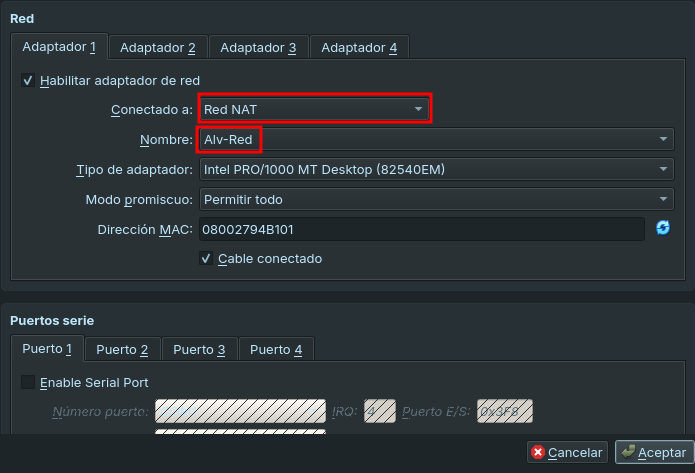 Red
Adaptador 1 Adaptador 2 Adaptador 3 Adaptador 4
Habilitar adaptador de red
Conectado a: Red NAT
Nombre: Alv-Red
Tipo de adaptador: Intel PRO/1000 MT Desktop (82540EM)
Modo promiscuo: Permitir todo
Dirección MAC: 08002794B101
Cable conectado
Puertos serie
Puerto 1 Puerto 2 Puerto 3 Puerto 4
Enable Serial Port
Número puerto: IRQ: 4 Puerto E/S: 0x3F8
Cancelar Aceptar